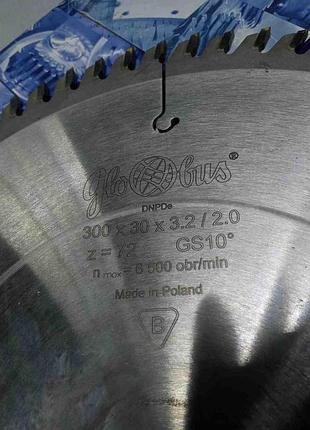 globus®
DNPDe
300 x 30 x 3.2 / 2.0
z = 72 GS10°
n max = 6 500 obr/min
Made in Poland
B